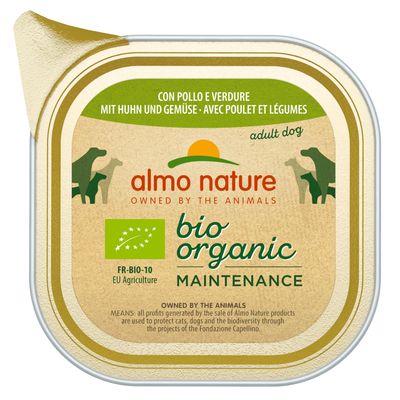 CON POLLO E VERDURE
MIT HUHN UND GEMÜSE • AVEC POULET ET LÉGUMES
adult dog
almo nature
OWNED BY THE ANIMALS
bio
organic
MAINTENANCE
FR-BIO-10
EU Agriculture
OWNED BY THE ANIMALS
MEANS: all profits generated by the sale of Almo Nature products
are used to protect cats, dogs and the biodiversity through
the projects of the Fondazione Capellino.